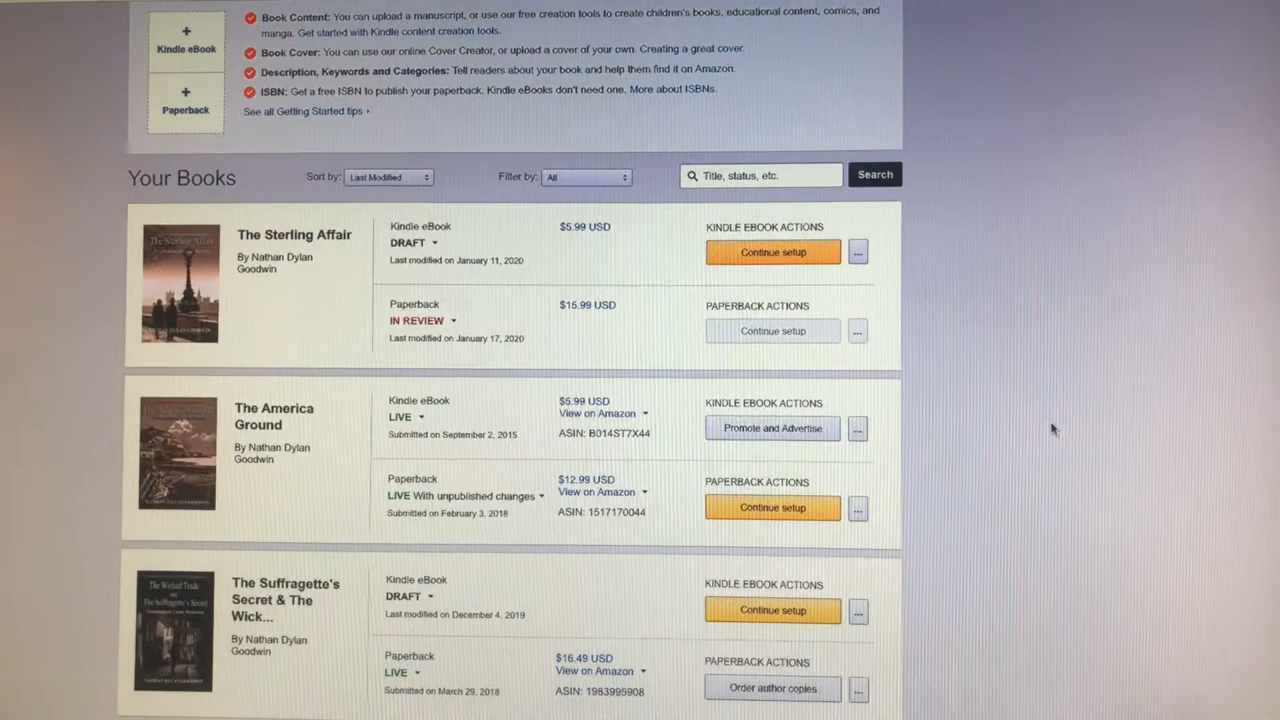 +
Kindle eBook
+
Paperback
Book Content: You can upload a manuscript, or use our free creation tools to create children's books, educational content, comics, and
manga. Get started with Kindle content creation tools.
Book Cover: You can use our online Cover Creator, or upload a cover of your own. Creating a great cover.
Description, Keywords and Categories: Tell readers about your book and help them find it on Amazon.
ISBN: Get a free ISBN to publish your paperback. Kindle eBooks don't need one. More about ISBNs.
See all Getting Started tips ›
Your Books
Sort by: Last Modified
Filter by: All
Title, status, etc.
Search
The Sterling Affair
The Sterling Affair
By Nathan Dylan
Goodwin
Kindle eBook
DRAFT
Last modified on January 11, 2020
$5.99 USD
KINDLE EBOOK ACTIONS
Continue setup
...
Paperback
IN REVIEW
Last modified on January 17, 2020
$15.99 USD
PAPERBACK ACTIONS
Continue setup
...
The America
Ground
By Nathan Dylan
Goodwin
Kindle eBook
LIVE
Submitted on September 2, 2015
$5.99 USD
View on Amazon
ASIN: B014ST7X44
KINDLE EBOOK ACTIONS
Promote and Advertise
...
Paperback
LIVE With unpublished changes
Submitted on February 3, 2018
$12.99 USD
View on Amazon
ASIN: 1517170044
PAPERBACK ACTIONS
Continue setup
...
The Wicked Trade
The Suffragette's Secret
The Suffragette's
Secret & The
Wick...
By Nathan Dylan
Goodwin
Kindle eBook
DRAFT
Last modified on December 4, 2019
KINDLE EBOOK ACTIONS
Continue setup
...
Paperback
LIVE
Submitted on March 29, 2018
$16.49 USD
View on Amazon
ASIN: 1983995908
PAPERBACK ACTIONS
Order author copies
...